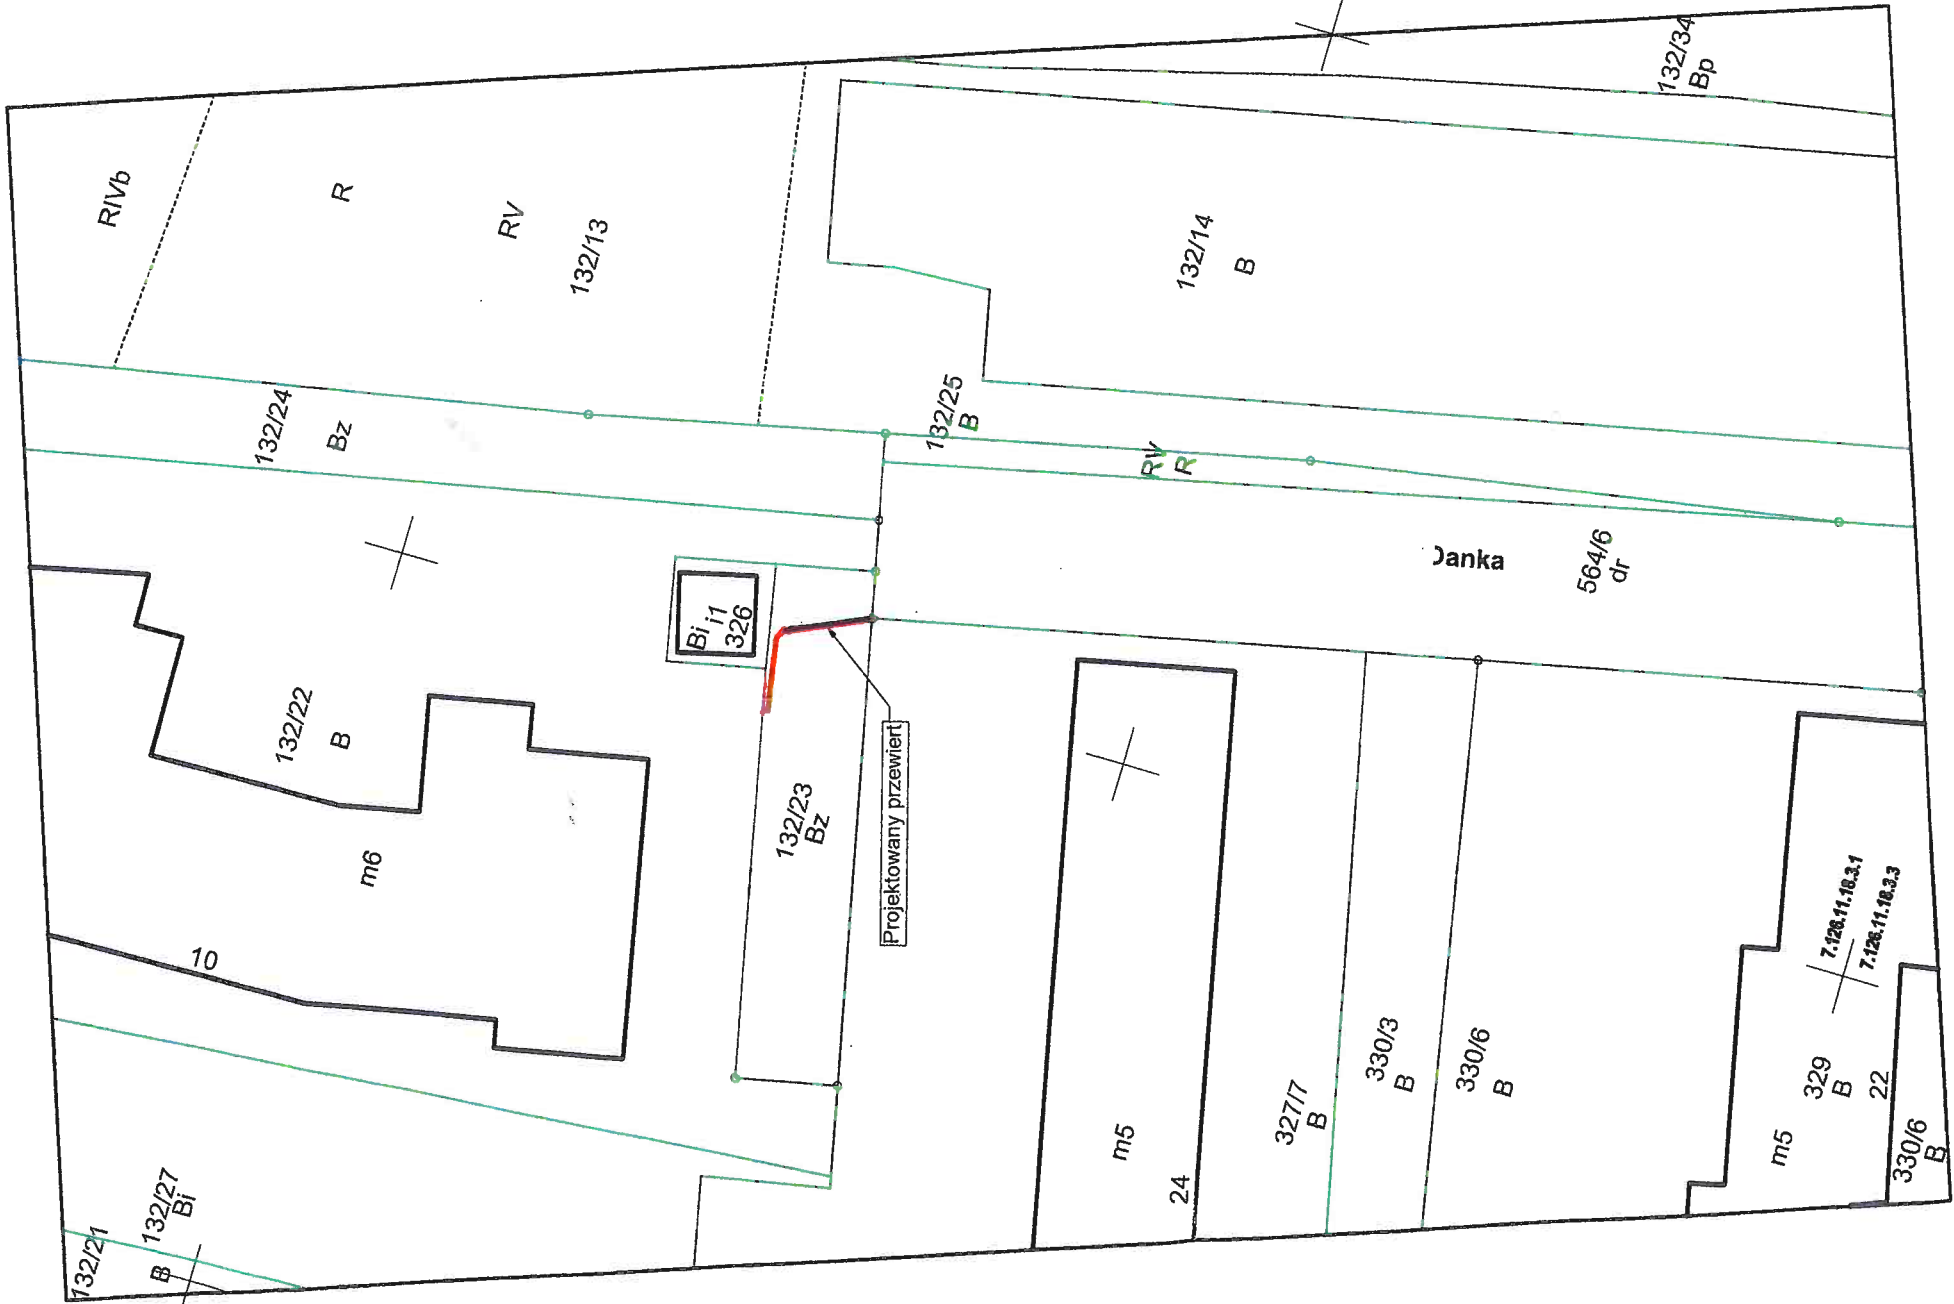 132/34
Bp
RIVb
R
RV
132/13
132/14
B
132/24
Bz
132/25
B
RV
R
564/6
dr
Bi
i1
326
132/22
B
m6
10
132/23
Bz
Projektowany przewiert
m5
24
327/7
B
330/3
B
330/6
B
7.126.11.18.3.1
7.126.11.18.3.3
329
B
22
m5
330/6
B
132/27
Bi
132/21
B